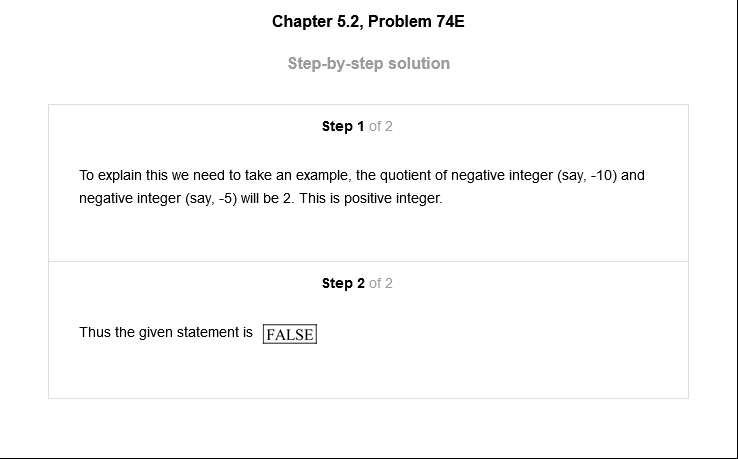 Chapter 5.2, Problem 74E
Step-by-step solution
Step 1 of 2
To explain this we need to take an example, the quotient of negative integer (say, -10) and
negative integer (say, -5) will be 2. This is positive integer.
Step 2 of 2
Thus the given statement is FALSE